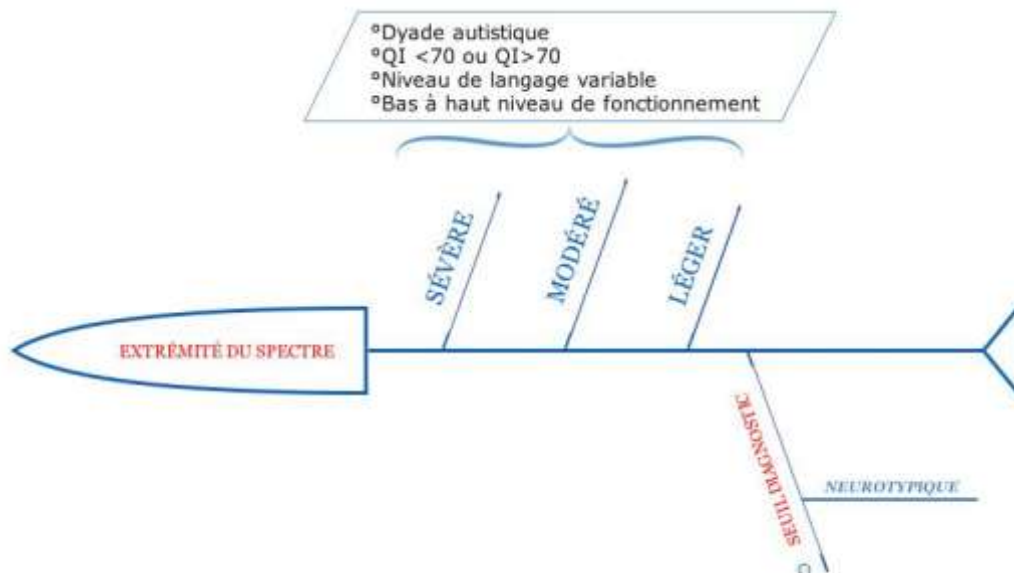 °Dyade autistique
°QI <70 ou QI>70
°Niveau de langage variable
°Bas à haut niveau de fonctionnement
SÉVÈRE
MODÉRÉ
LÉGER
EXTRÉMITÉ DU SPECTRE
SEUIL DIAGNOSTIC
NEUROTYPIQUE